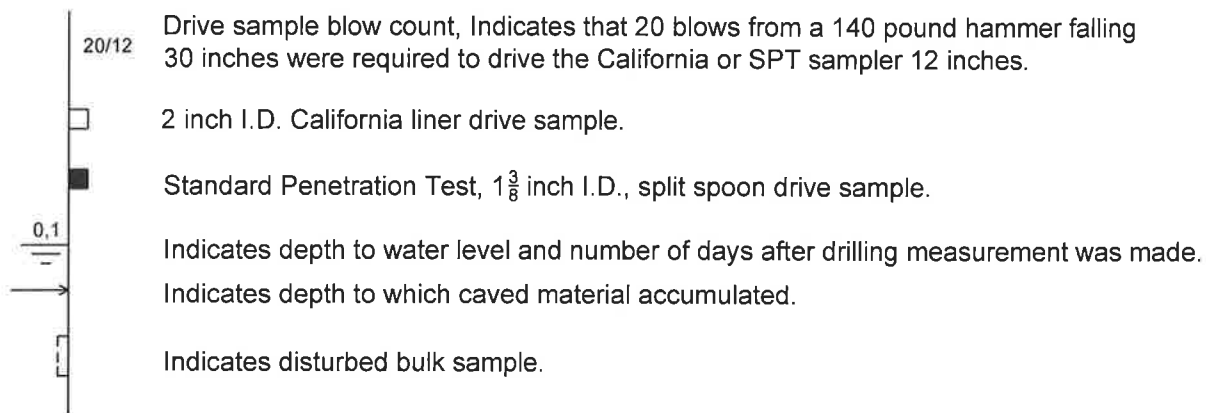 20/12 Drive sample blow count, Indicates that 20 blows from a 140 pound hammer falling
30 inches were required to drive the California or SPT sampler 12 inches.
2 inch I.D. California liner drive sample.
Standard Penetration Test, 1 3/8 inch I.D., split spoon drive sample.
0,1
Indicates depth to water level and number of days after drilling measurement was made.
Indicates depth to which caved material accumulated.
Indicates disturbed bulk sample.